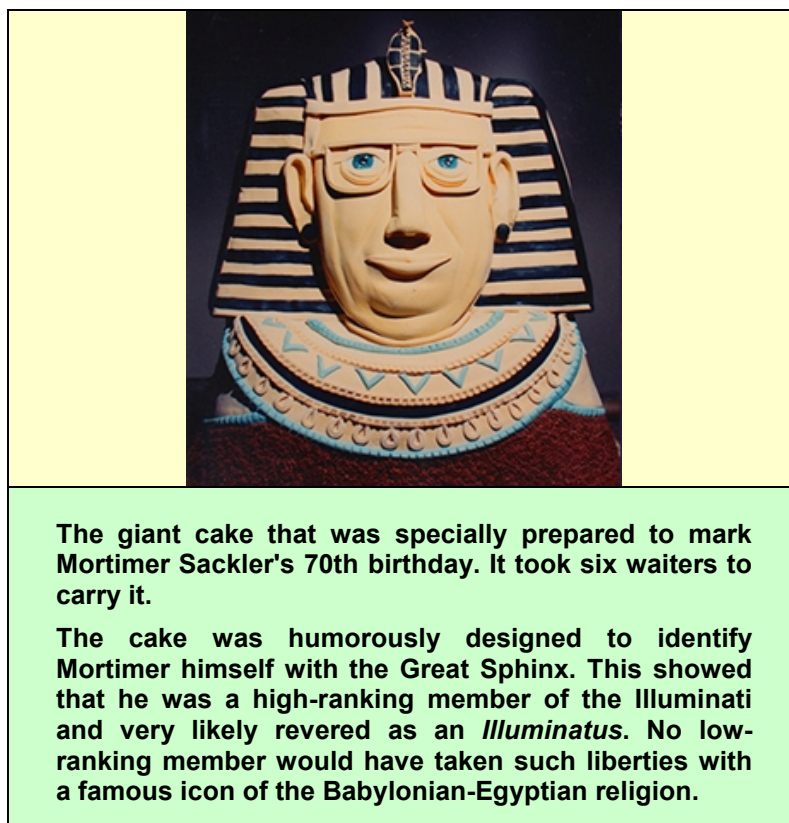 The giant cake that was specially prepared to mark
Mortimer Sackler's 70th birthday. It took six waiters to
carry it.
The cake was humorously designed to identify
Mortimer himself with the Great Sphinx. This showed
that he was a high-ranking member of the Illuminati
and very likely revered as an Illuminatus. No low-
ranking member would have taken such liberties with
a famous icon of the Babylonian-Egyptian religion.